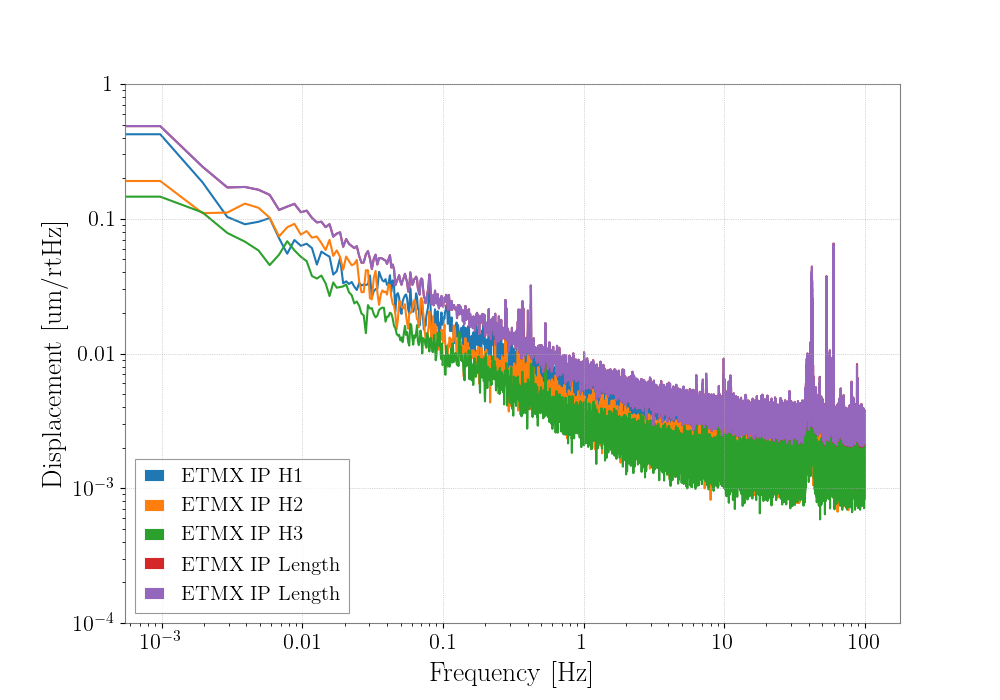 1
0.1
0.01
10−3
10−4
Displacement [um/rtHz]
ETMX IP H1
ETMX IP H2
ETMX IP H3
ETMX IP Length
ETMX IP Length
10−3 0.01 0.1 1 10 100
Frequency [Hz]